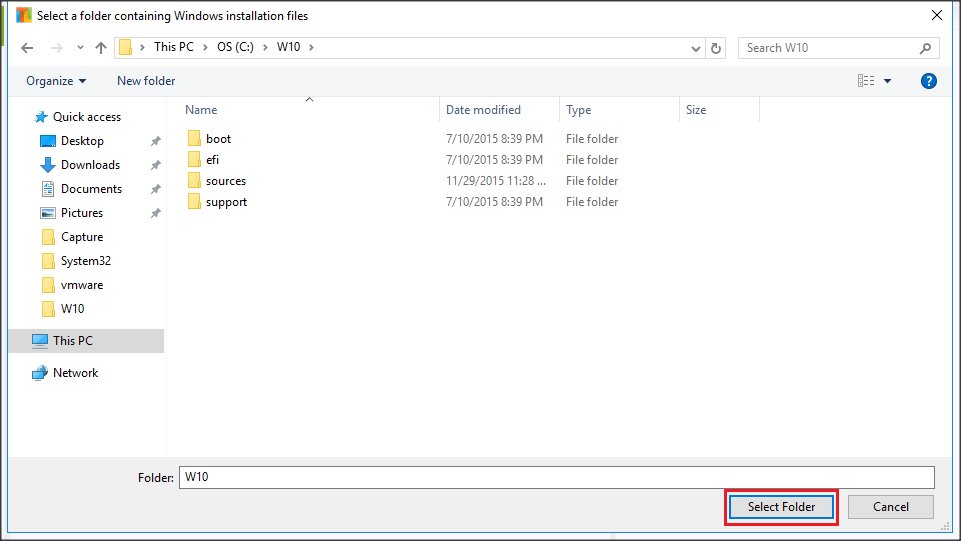 Select a folder containing Windows installation files
This PC > OS (C:) > W10 >
Search W10
Organize
New folder
?
Name Date modified Type Size
boot 7/10/2015 8:39 PM File folder
efi 7/10/2015 8:39 PM File folder
sources 11/29/2015 11:28 ... File folder
support 7/10/2015 8:39 PM File folder
Quick access
Desktop
Downloads
Documents
Pictures
Capture
System32
vmware
W10
This PC
Network
Folder: W10
Select Folder Cancel